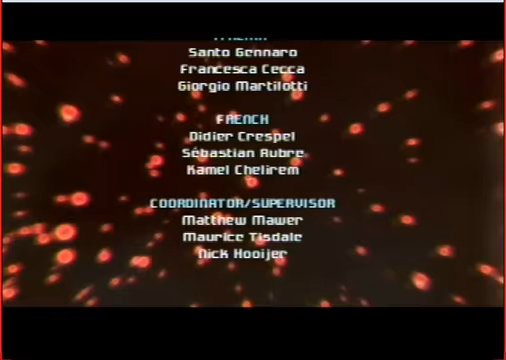 Santo Gennaro
Francesca Cecca
Giorgio Martilotti
FRENCH
Didier Crespel
Sébastian Aubre
Kamel Chelirem
COORDINATOR/SUPERVISOR
Matthew Mawer
Maurice Tisdale
Nick Hooijer